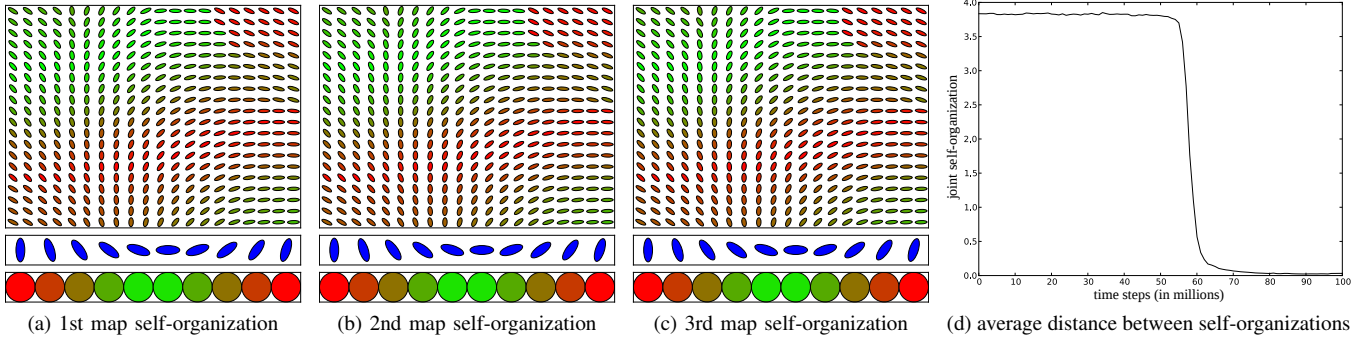 4.0
3.5
3.0
2.5
2.0
1.5
1.0
0.5
0.0
joint self-organization
0 10 20 30 40 50 60 70 80 90 100
time steps (in millions)
(a) 1st map self-organization
(b) 2nd map self-organization
(c) 3rd map self-organization
(d) average distance between self-organizations